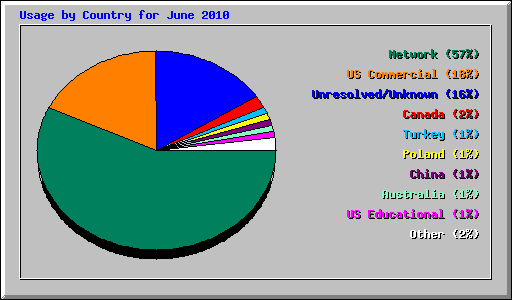 Usage by Country for June 2010
Network (57%)
US Commercial (18%)
Unresolved/Unknown (16%)
Canada (2%)
Turkey (1%)
Poland (1%)
China (1%)
Australia (1%)
US Educational (1%)
Other (2%)